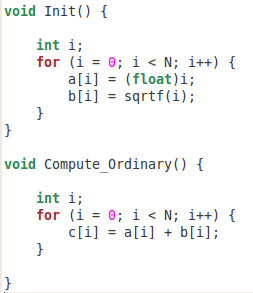 void Init() {
int i;
for (i = 0; i < N; i++) {
a[i] = (float)i;
b[i] = sqrtf(i);
}
}
void Compute_Ordinary() {
int i;
for (i = 0; i < N; i++) {
c[i] = a[i] + b[i];
}
}